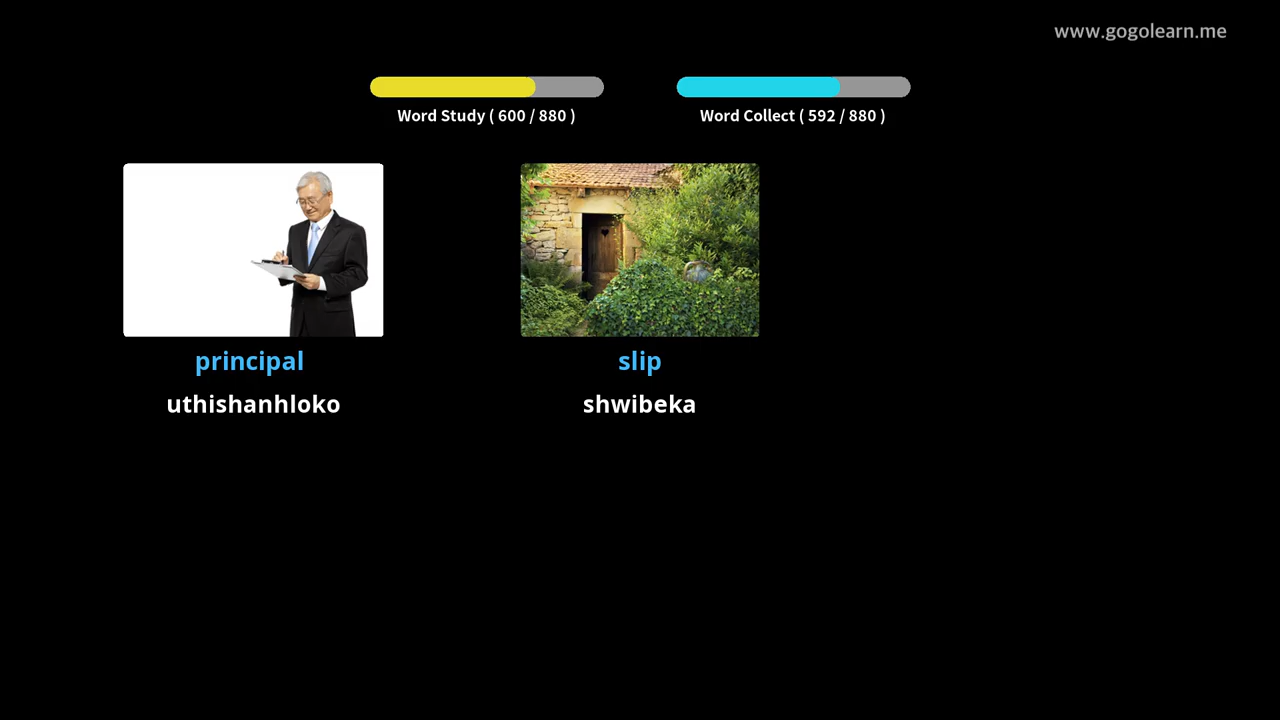 www.gogolearn.me
Word Study ( 600 / 880 )
Word Collect ( 592 / 880 )
principal
slip
uthishanhloko
shwibeka